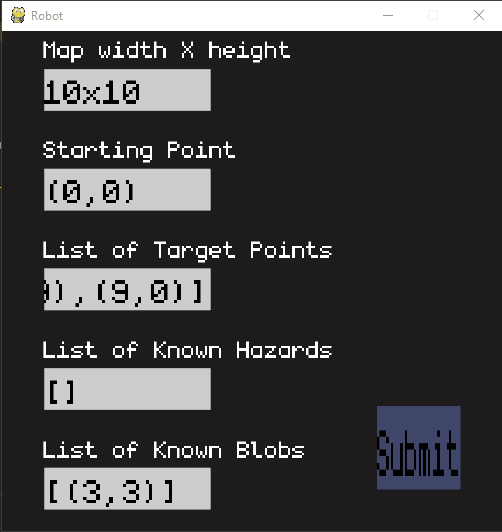 Robot
Map width X height
10x10
Starting Point
(0,0)
List of Target Points
),(9,0)]
List of Known Hazards
[]
List of Known Blobs
[(3,3)]
Submit